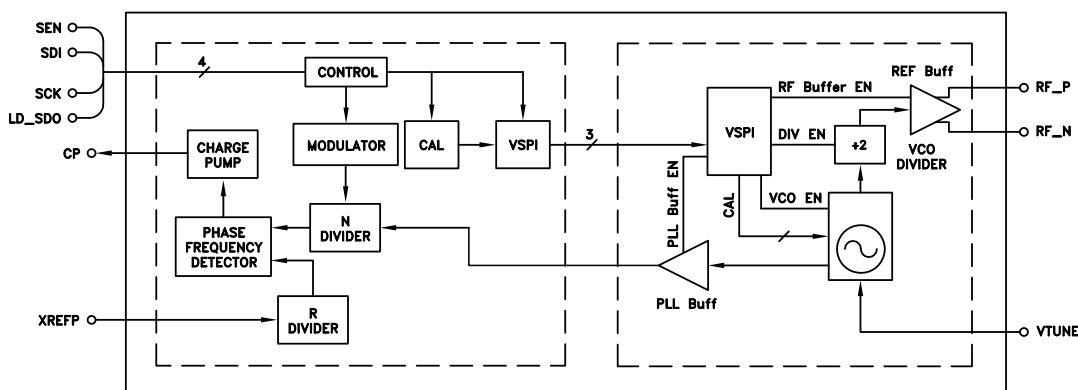 SEN
SDI
SCK
LD_SDO
CP
XREFP
4
CONTROL
MODULATOR
CAL
VSPI
CHARGE
PUMP
PHASE
FREQUENCY
DETECTOR
N
DIVIDER
R
DIVIDER
3
VSPI
RF Buffer EN
DIV EN
PLL Buff EN
CAL
VCO EN
PLL Buff
REF Buff
÷2
VCO
DIVIDER
RF_P
RF_N
VTUNE